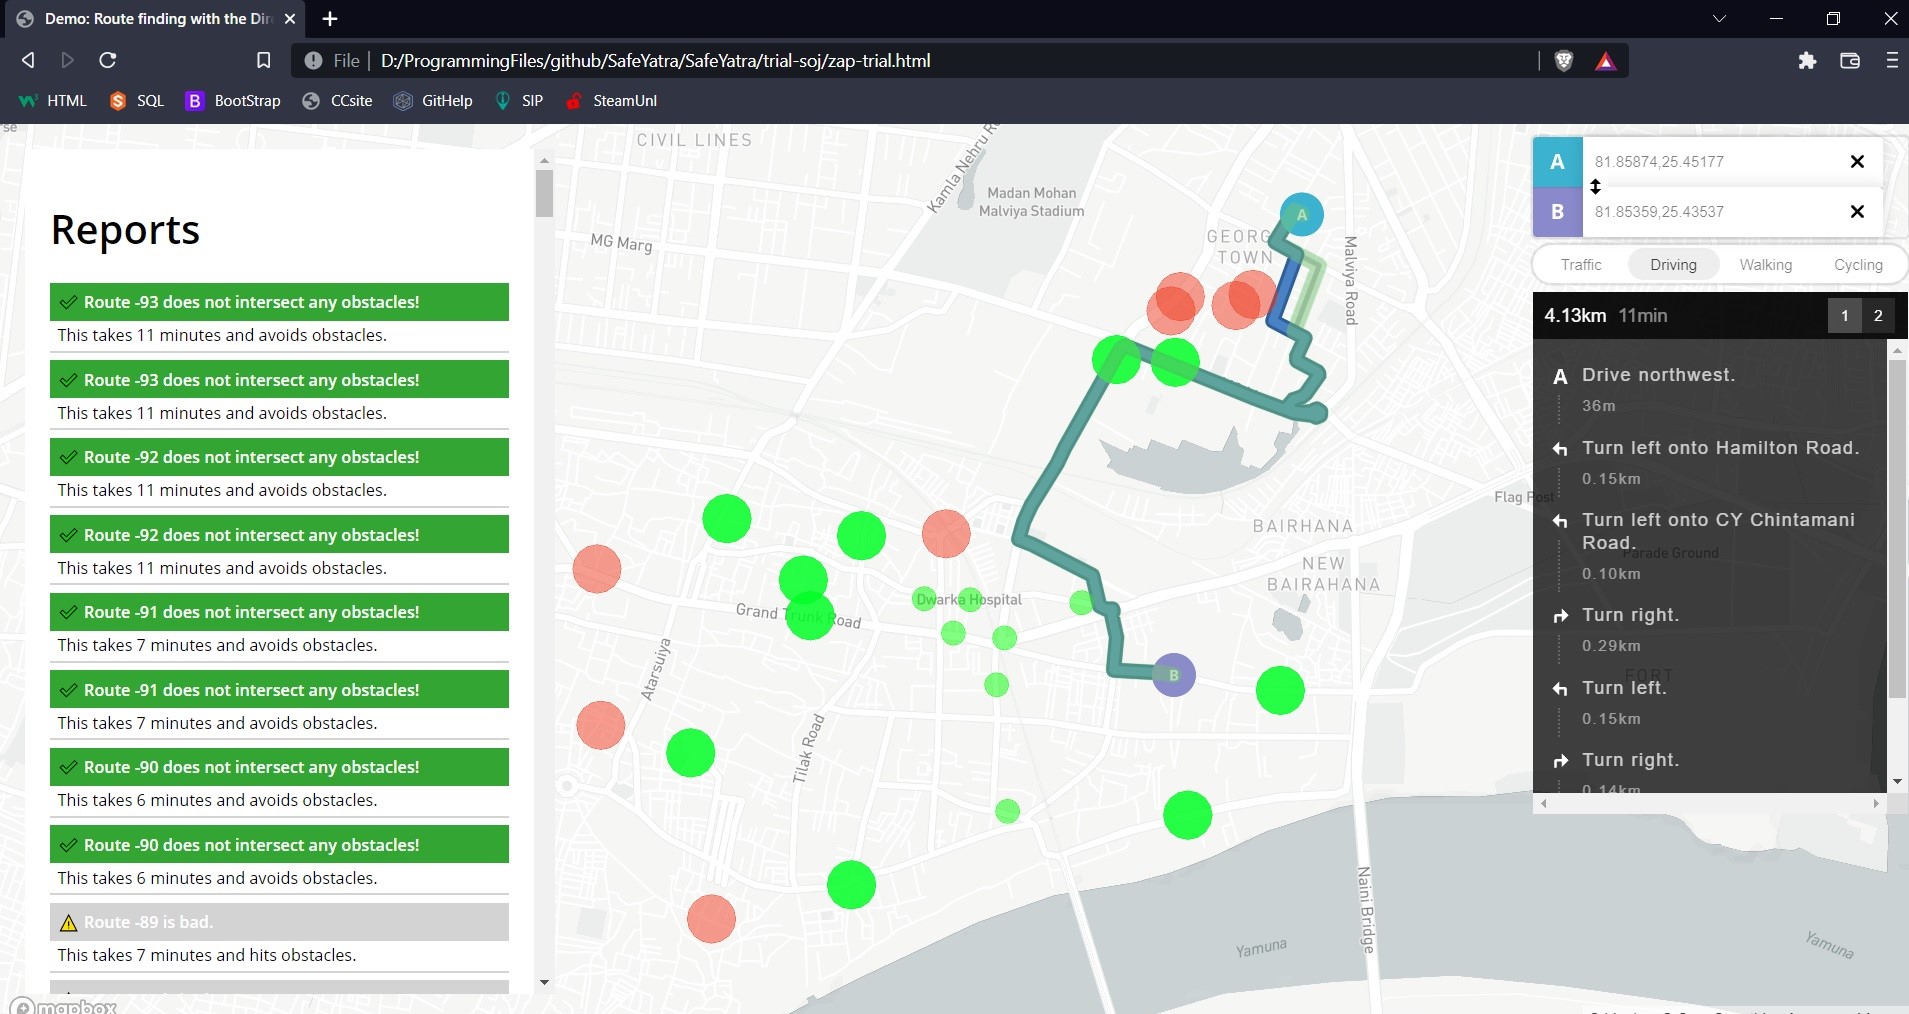 Demo: Route finding with the Dir
File
D:/ProgrammingFiles/github/SafeYatra/SafeYatra/trial-soj/zap-trial.html
HTML
SQL
B
BootStrap
CCsite
GitHelp
SIP
SteamUnl
se
Reports
Route -93 does not intersect any obstacles!
This takes 11 minutes and avoids obstacles.
Route -93 does not intersect any obstacles!
This takes 11 minutes and avoids obstacles.
Route -92 does not intersect any obstacles!
This takes 11 minutes and avoids obstacles.
Route -92 does not intersect any obstacles!
This takes 11 minutes and avoids obstacles.
Route -91 does not intersect any obstacles!
This takes 7 minutes and avoids obstacles.
Route -91 does not intersect any obstacles!
This takes 7 minutes and avoids obstacles.
Route -90 does not intersect any obstacles!
This takes 6 minutes and avoids obstacles.
Route -90 does not intersect any obstacles!
This takes 6 minutes and avoids obstacles.
Route -89 is bad.
This takes 7 minutes and hits obstacles.
mapbox
CIVIL LINES
Kamla Nehru Ro
Madan Mohan
Malviya Stadium
MG Marg
GEORG
TOWN
A
Malviya Road
Flag Post
BAIRHANA
NEW
BAIRAHANA
Dwarka Hospital
Grand Trunk Road
Atarsuiya
Tilak Road
B
Naini Bridge
Yamuna
Yamuna
A
81.85874,25.45177
B
81.85359,25.43537
Traffic
Driving
Walking
Cycling
4.13km 11min
1
2
A
Drive northwest.
36m
Turn left onto Hamilton Road.
0.15km
Turn left onto CY Chintamani
Road.
Parade Ground
0.10km
Turn right.
0.29km
FORT
Turn left.
0.15km
Turn right.
0.14km